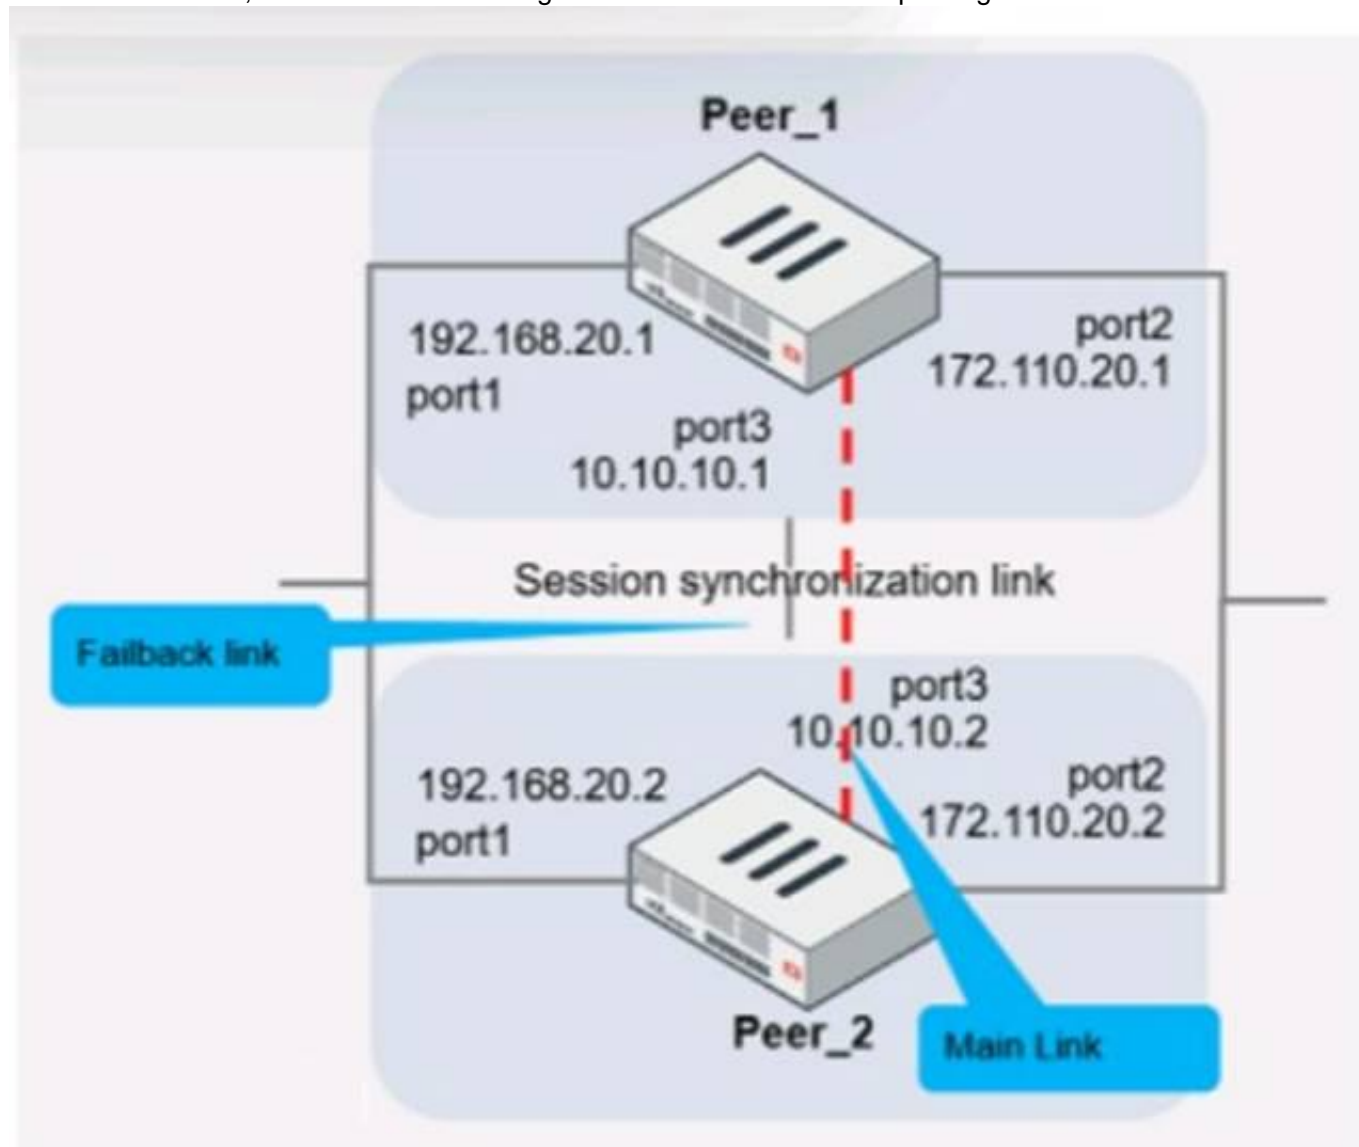 Peer_1
192.168.20.1
port1
port2
172.110.20.1
port3
10.10.10.1
Session synchronization link
Failback link
port3
10.10.10.2
192.168.20.2
port1
port2
172.110.20.2
Peer_2
Main Link